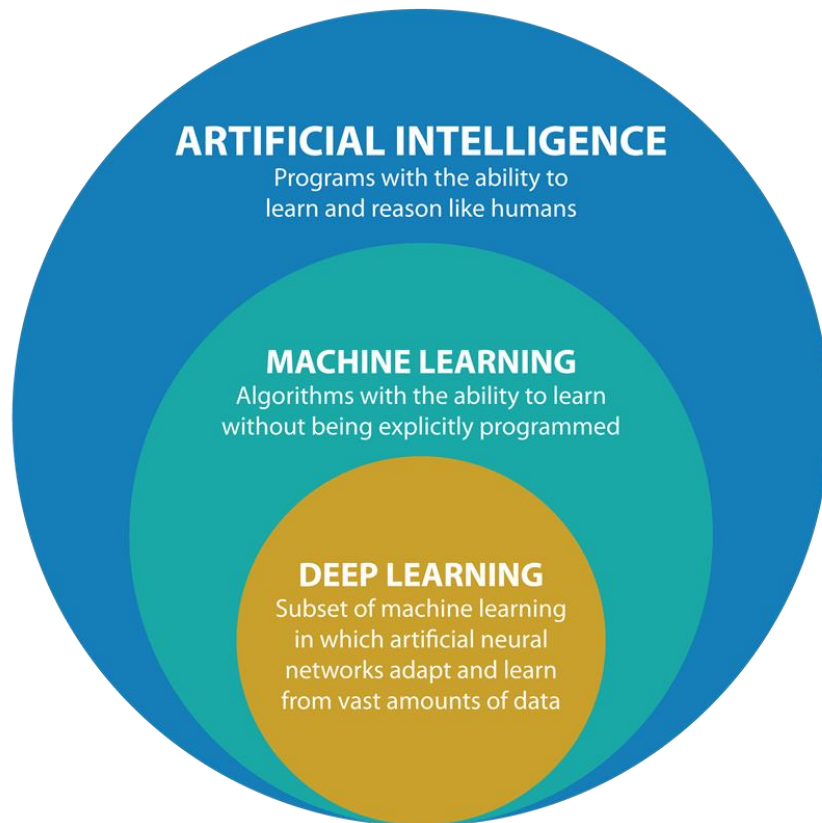 ARTIFICIAL INTELLIGENCE
Programs with the ability to
learn and reason like humans
MACHINE LEARNING
Algorithms with the ability to learn
without being explicitly programmed
DEEP LEARNING
Subset of machine learning
in which artificial neural
networks adapt and learn
from vast amounts of data